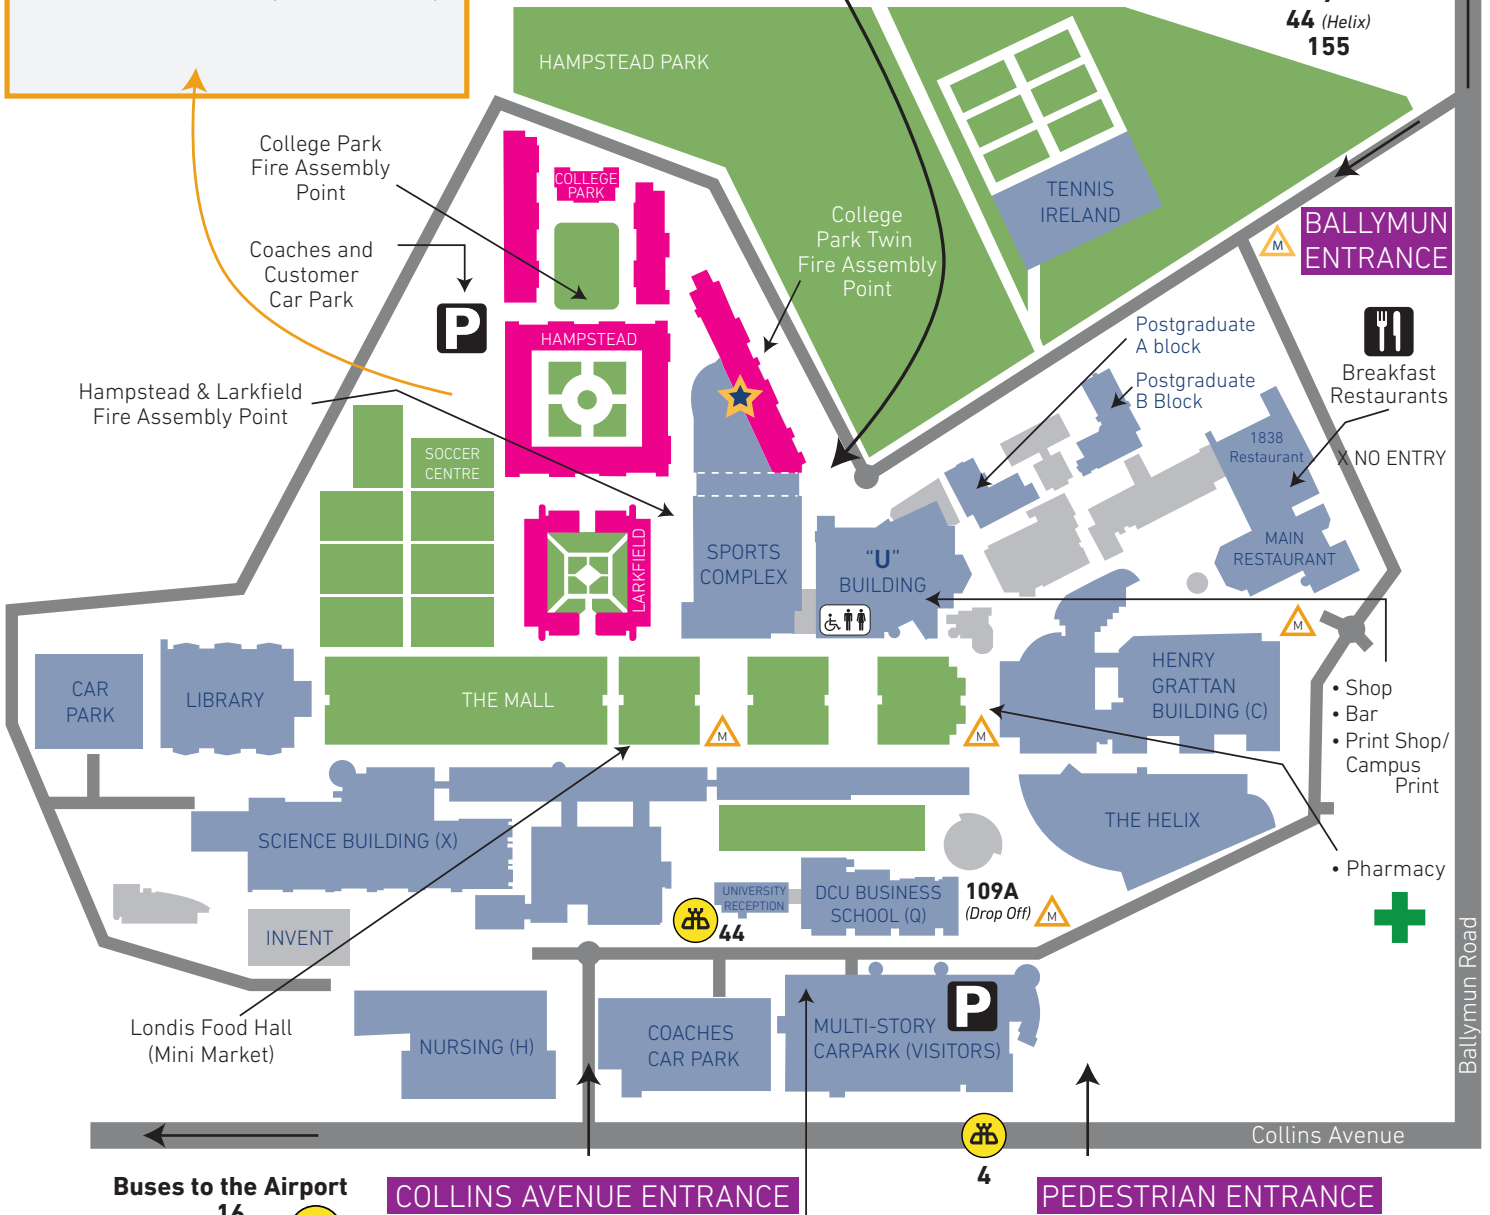 44 (Helix)
155
HAMPSTEAD PARK
College Park
Fire Assembly
Point
COLLEGE
PARK
TENNIS
IRELAND
College
Park Twin
Fire Assembly
Point
BALLYMUN
ENTRANCE
M
Coaches and
Customer
Car Park
P
HAMPSTEAD
Postgraduate
A block
Postgraduate
B Block
Breakfast
Restaurants
Hampstead & Larkfield
Fire Assembly Point
SOCCER
CENTRE
1838
Restaurant
X NO ENTRY
LARKFIELD
SPORTS
COMPLEX
“U”
BUILDING
MAIN
RESTAURANT
M
CAR
PARK
LIBRARY
THE MALL
M
M
HENRY
GRATTAN
BUILDING (C)
• Shop
• Bar
• Print Shop/
Campus
Print
SCIENCE BUILDING (X)
THE HELIX
• Pharmacy
UNIVERSITY
RECEPTION
DCU BUSINESS
SCHOOL (Q)
109A
(Drop Off)
M
44
INVENT
Londis Food Hall
(Mini Market)
NURSING (H)
COACHES
CAR PARK
MULTI-STORY
CARPARK (VISITORS)
P
Ballymun Road
Collins Avenue
4
Buses to the Airport
16
COLLINS AVENUE ENTRANCE
PEDESTRIAN ENTRANCE